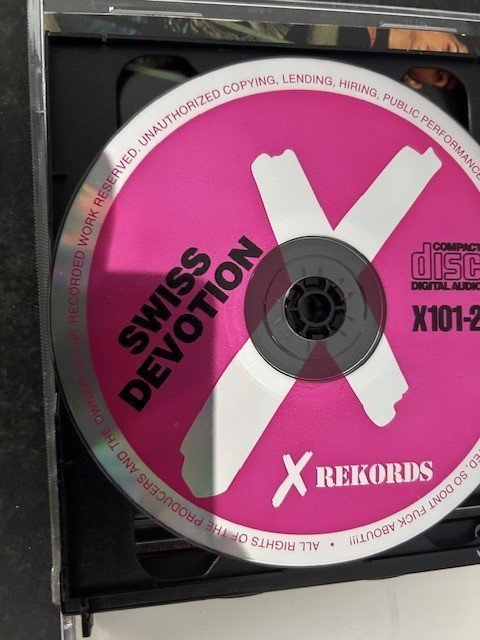 ALL RIGHTS OF THE PRODUCERS AND THE OWNER OF THE RECORDED WORK RESERVED. UNAUTHORIZED COPYING, LENDING, HIRING, PUBLIC PERFORMANCE
ED, SO DONT FUCK ABOUT!!! •
SWISS
DEVOTION
COMPACT
disc
DIGITAL AUDIO
X101-2
X REKORDS